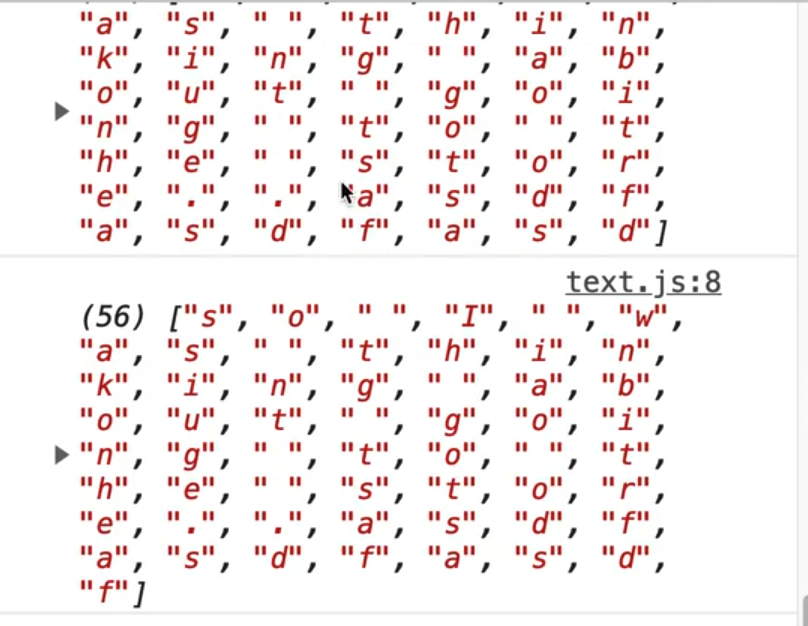 "a", "s", " ", "t", "h", "i", "n",
"k", "i", "n", "g", " ", "a", "b",
"o", "u", "t", " ", "g", "o", "i",
"n", "g", " ", "t", "o", " ", "t",
"h", "e", " ", "s", "t", "o", "r",
"e", ".", ".", "a", "s", "d", "f",
"a", "s", "d", "f", "a", "s", "d"]
text.js:8
(56) ["s", "o", " ", "I", " ", "w",
"a", "s", " ", "t", "h", "i", "n",
"k", "i", "n", "g", " ", "a", "b",
"o", "u", "t", " ", "g", "o", "i",
"n", "g", " ", "t", "o", " ", "t",
"h", "e", " ", "s", "t", "o", "r",
"e", ".", ".", "a", "s", "d", "f",
"a", "s", "d", "f", "a", "s", "d",
"f"]